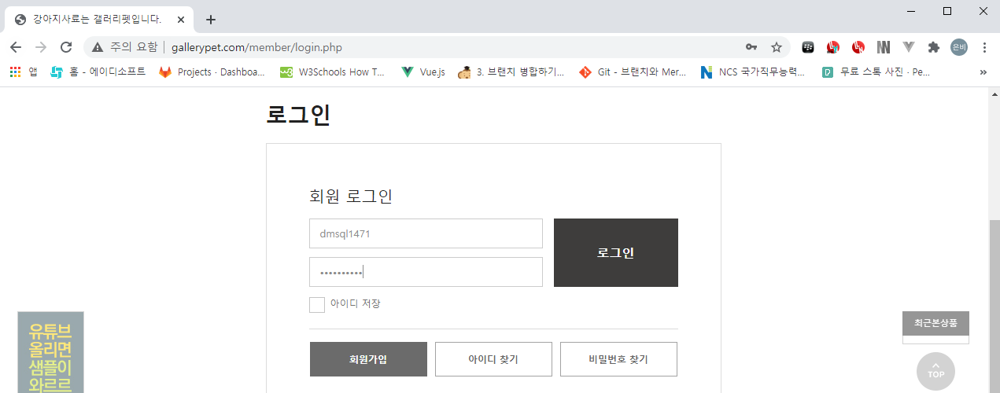 강아지사료는 갤러리펫입니다.
주의 요함 gallerypet.com/member/login.php
은비
앱 홈 - 에이디소프트 Projects · Dashboa... W3Schools How T... Vue.js 3. 브랜치 병합하기... Git - 브랜치와 Mer... NCS 국가직무능력... 무료 스톡 사진 · Pe... »
로그인
회원 로그인
dmsql1471
••••••••••
로그인
아이디 저장
회원가입 아이디 찾기 비밀번호 찾기
유튜브
올리면
샘플이
와르르
최근본상품
TOP